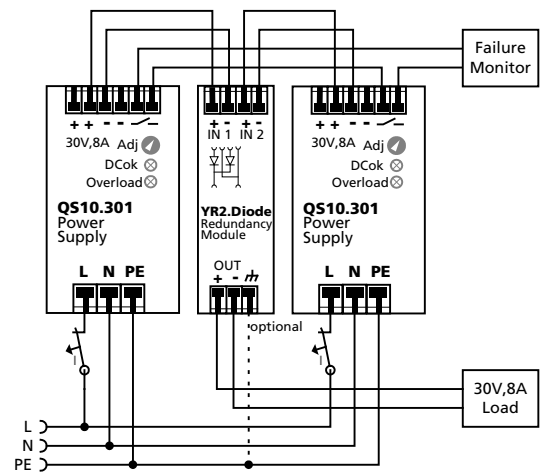 Failure
Monitor
+ + - -
30V,8A Adj
DCok
Overload
QS10.301
Power
Supply
L N PE
+ - + -
IN 1 IN 2
YR2.Diode
Redundancy
Module
OUT
+ -
optional
+ + - -
30V,8A Adj
DCok
Overload
QS10.301
Power
Supply
L N PE
I
I
30V,8A
Load
L
N
PE